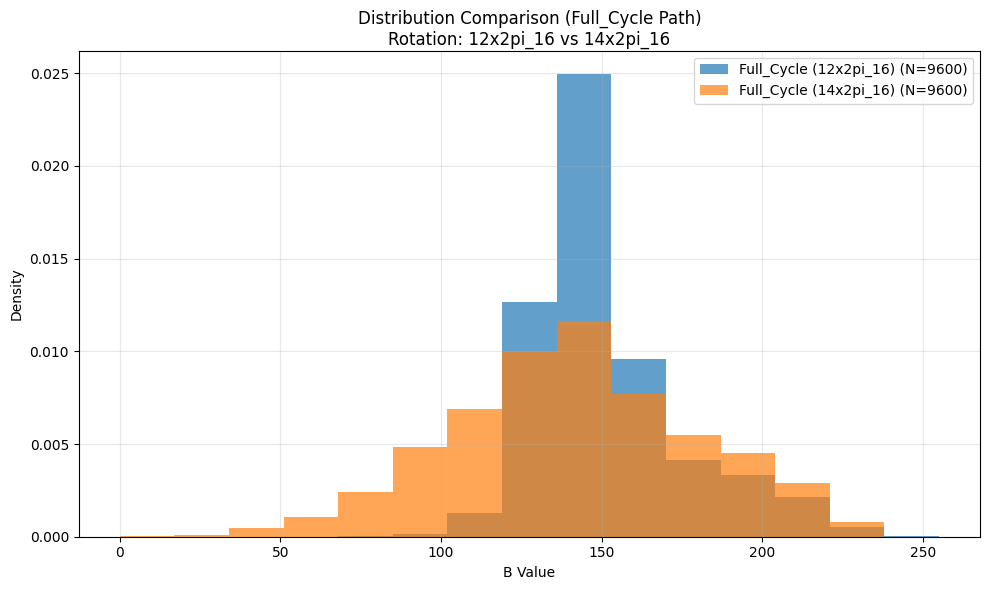 Distribution Comparison (Full_Cycle Path)
Rotation: 12x2pi_16 vs 14x2pi_16
Full_Cycle (12x2pi_16) (N=9600)
Full_Cycle (14x2pi_16) (N=9600)
Density
0.025
0.020
0.015
0.010
0.005
0.000
0 50 100 150 200 250
B Value